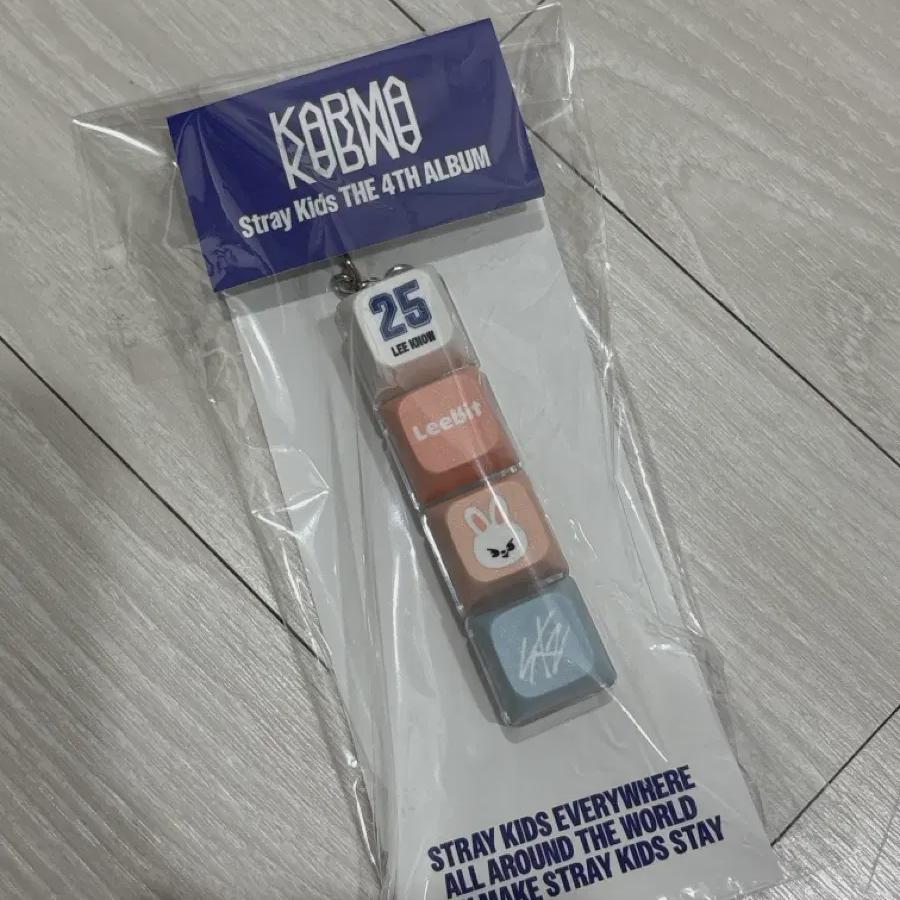 KARMA
Stray Kids THE 4TH ALBUM
25
LEE KNOW
LeeBit
SKZ
STRAY KIDS EVERYWHERE
ALL AROUND THE WORLD
MAKE STRAY KIDS STAY